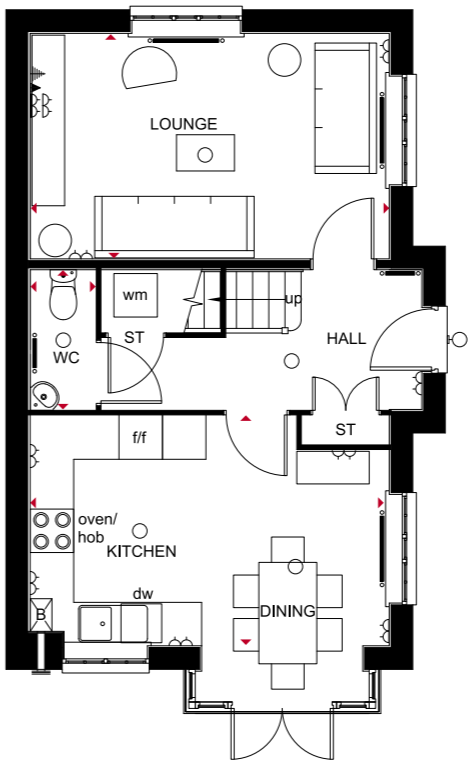 LOUNGE
wm
up
ST
HALL
WC
ST
f/f
oven/
hob
KITCHEN
dw
B
DINING